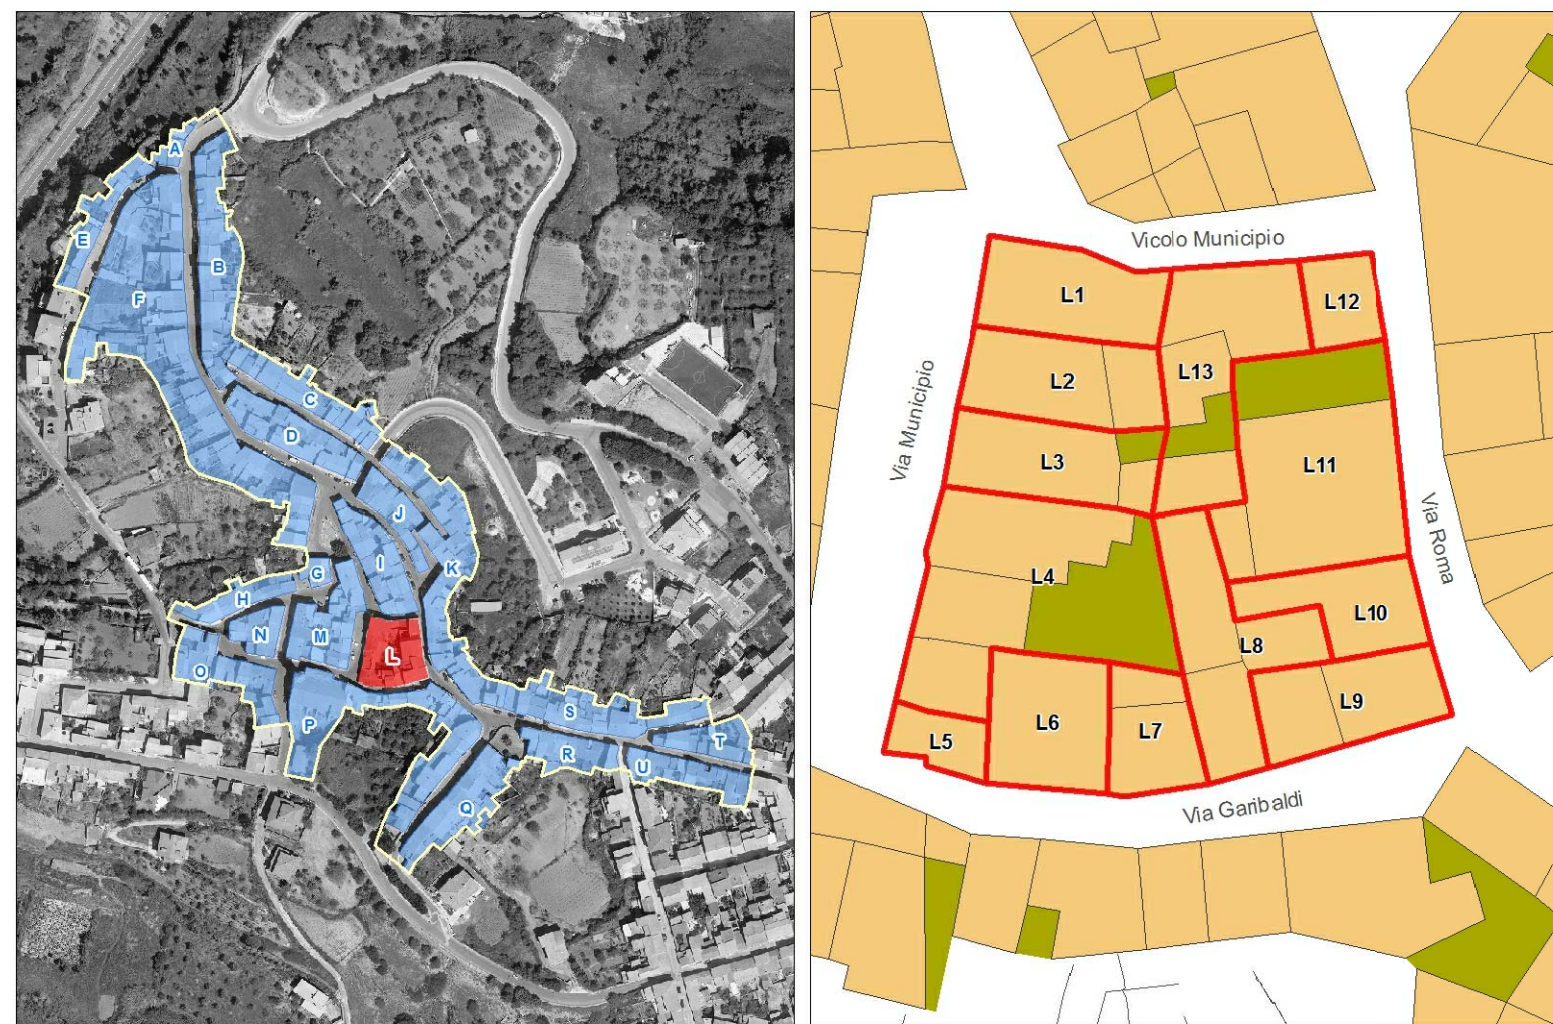 A
E
B
F
C
D
J
I
K
G
H
N
M
L
O
P
S
T
R
U
Q
Vicolo Municipio
L1
L12
Via Municipio
L2
L13
L3
L11
Via Roma
L4
L10
L8
L9
L5
L6
L7
Via Garibaldi